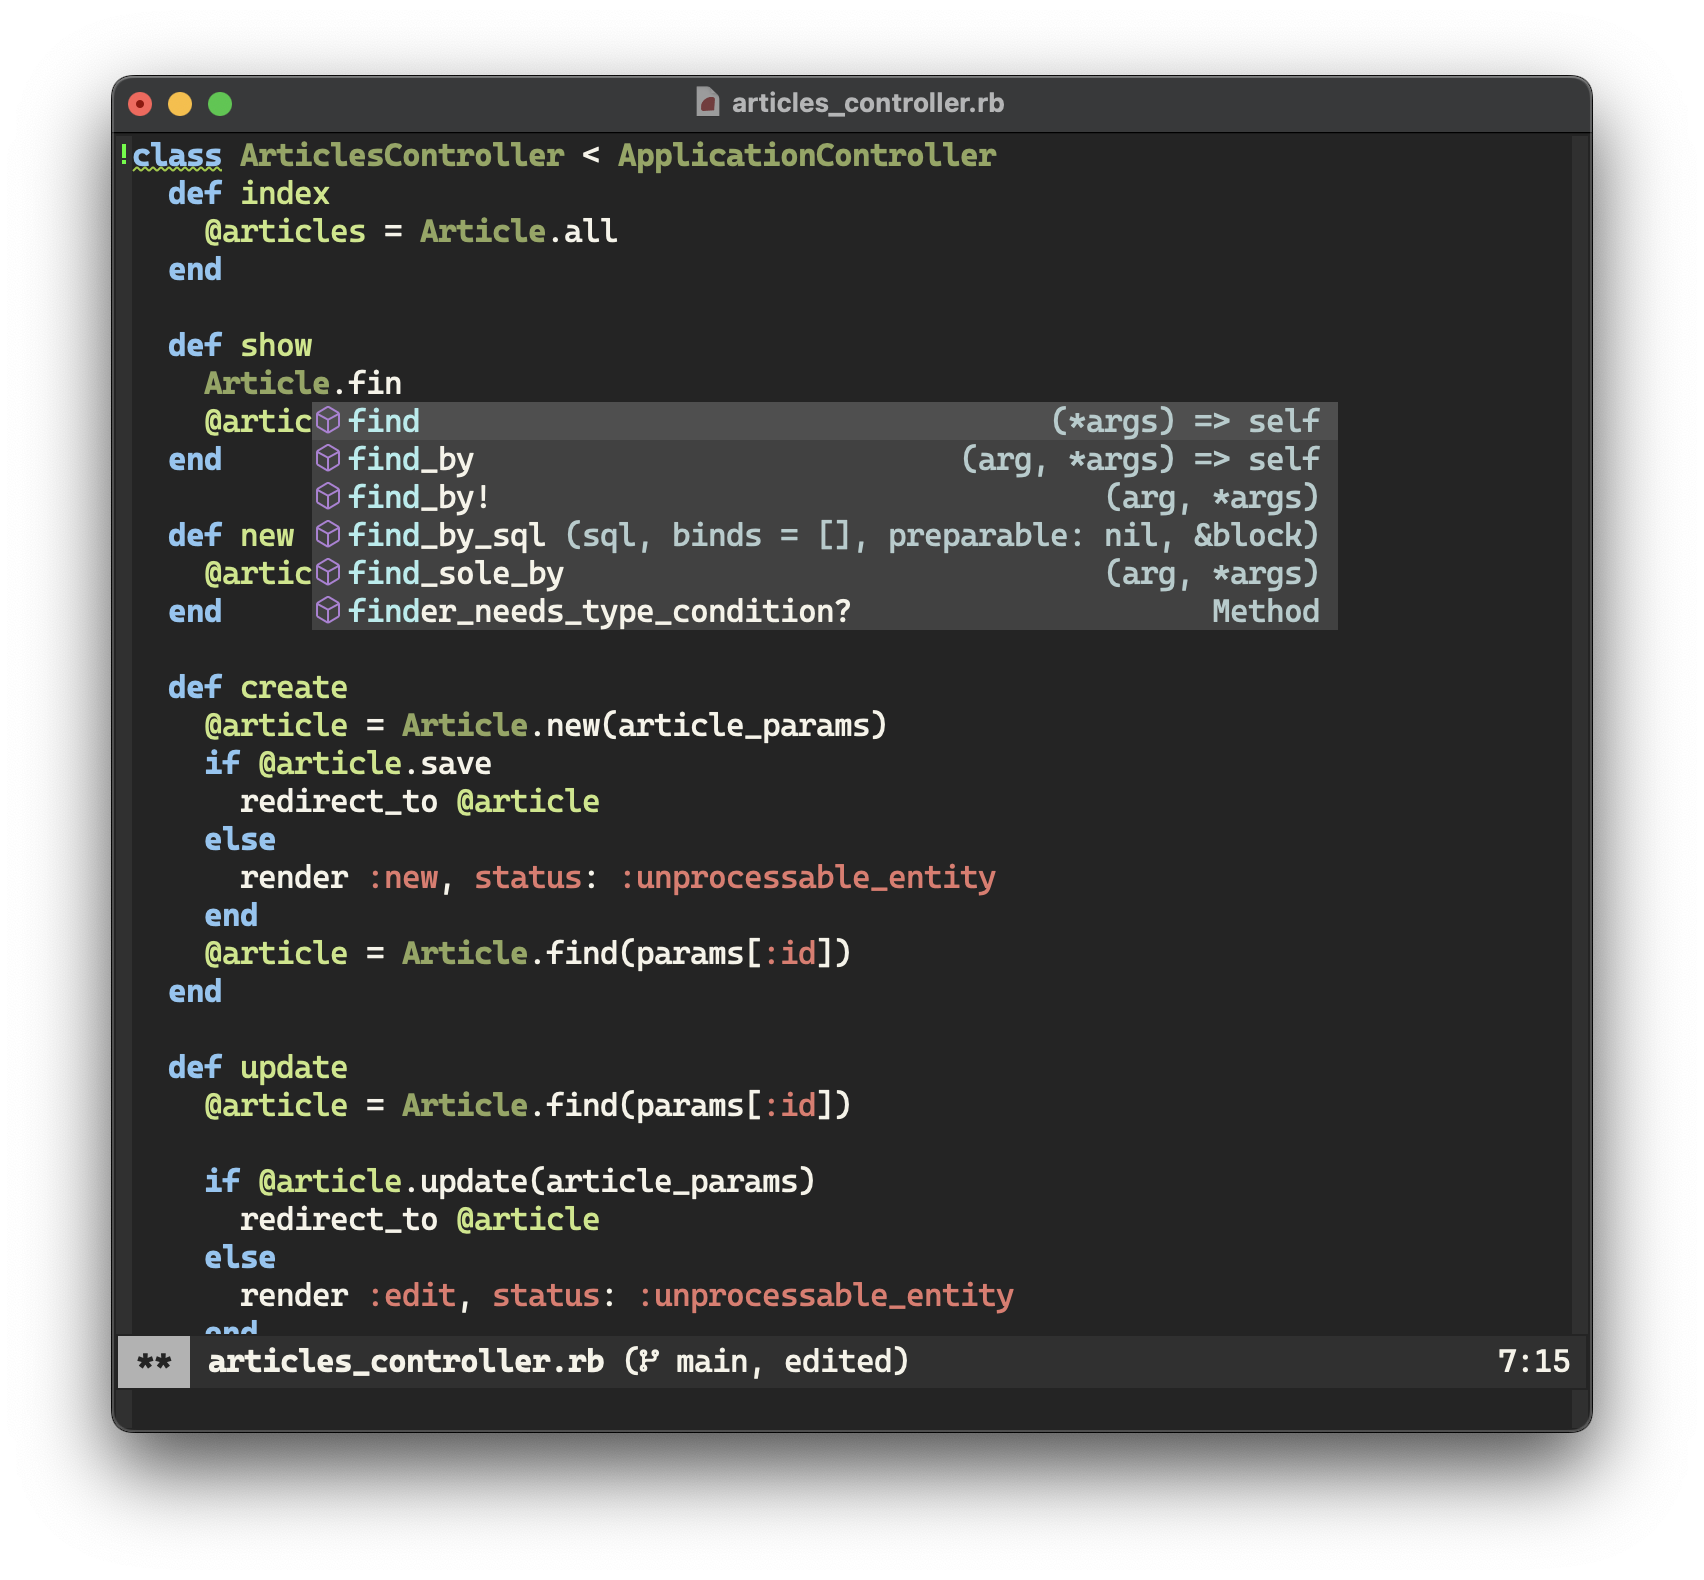 articles_controller.rb
!class ArticlesController < ApplicationController
  def index
    @articles = Article.all
  end

  def show
    Article.fin
    @artic find (*args) => self
  end find_by (arg, *args) => self
find_by! (arg, *args)
  def new find_by_sql (sql, binds = [], preparable: nil, &block)
    @artic find_sole_by (arg, *args)
  end finder_needs_type_condition? Method

  def create
    @article = Article.new(article_params)
    if @article.save
      redirect_to @article
    else
      render :new, status: :unprocessable_entity
    end
    @article = Article.find(params[:id])
  end

  def update
    @article = Article.find(params[:id])

    if @article.update(article_params)
      redirect_to @article
    else
      render :edit, status: :unprocessable_entity
    end
** articles_controller.rb (main, edited) 7:15